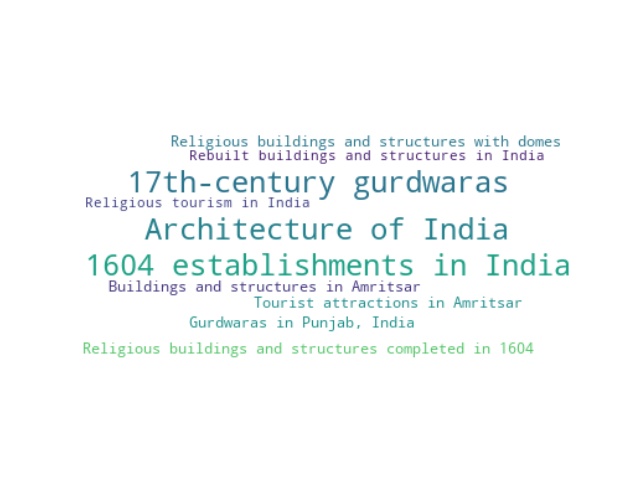 Religious buildings and structures with domes
Rebuilt buildings and structures in India
17th-century gurdwaras
Religious tourism in India
Architecture of India
1604 establishments in India
Buildings and structures in Amritsar
Tourist attractions in Amritsar
Gurdwaras in Punjab, India
Religious buildings and structures completed in 1604